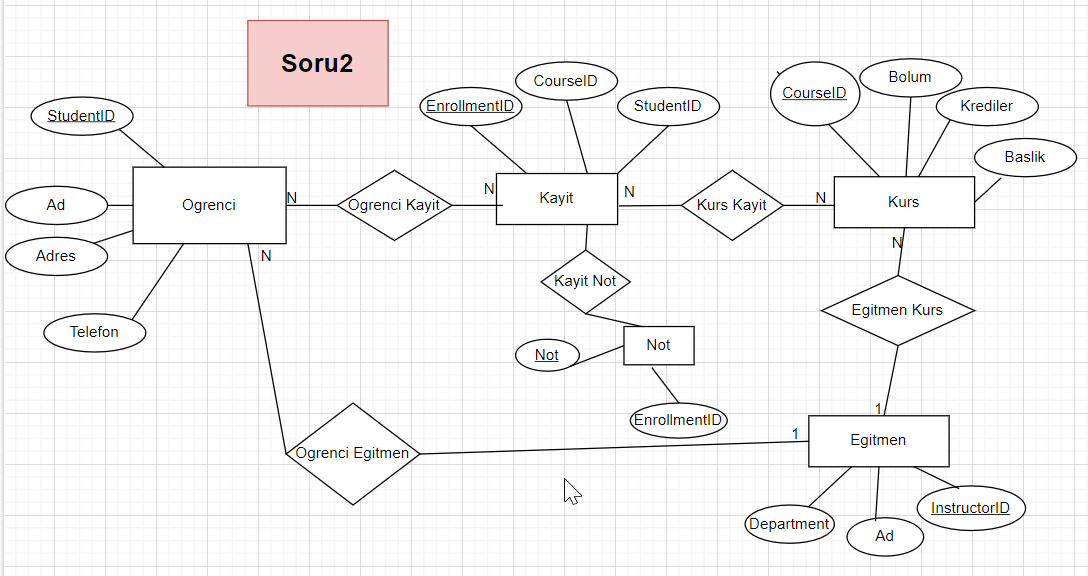 Soru2
StudentID
Ad
Adres
Telefon
Ogrenci
N
N
Ogrenci Kayit
N
EnrollmentID
CourseID
StudentID
Kayit
N
Kurs Kayit
N
CourseID
Bolum
Krediler
Baslik
Kurs
N
Kayit Not
Not
Not
EnrollmentID
Egitmen Kurs
1
Ogrenci Egitmen
1
Egitmen
Department
Ad
InstructorID